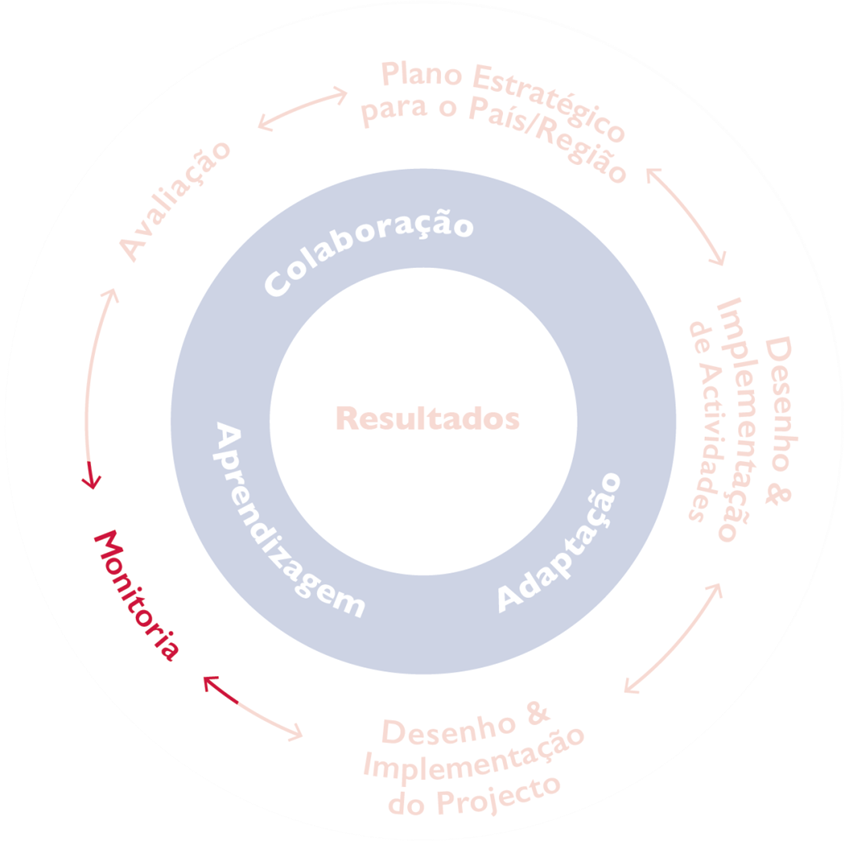 Plano Estratégico
para o País/Região
Desenho &
Implementação
de Actividades
Desenho &
Implementação
do Projecto
Monitoria
Avaliação
Colaboração
Adaptação
Aprendizagem
Resultados